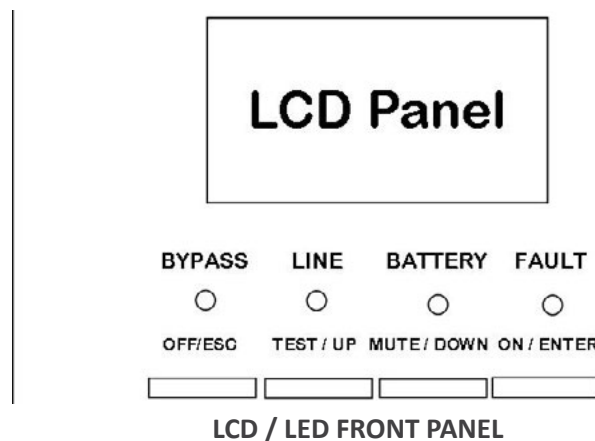 LCD Panel
BYPASS LINE BATTERY FAULT
OFF/ESC TEST / UP MUTE / DOWN ON / ENTER
LCD / LED FRONT PANEL